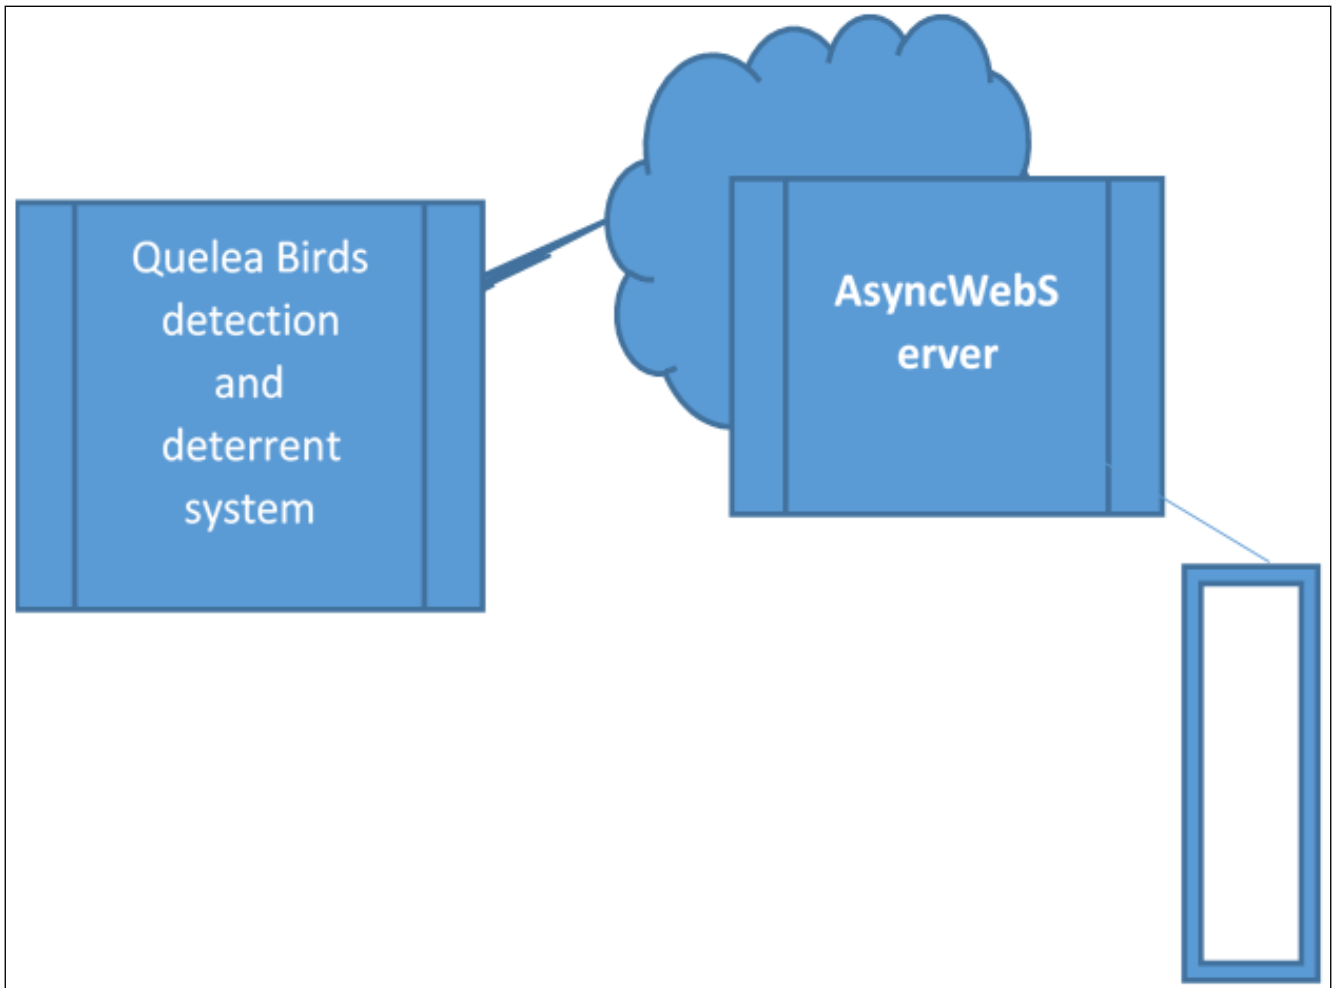 Quelea Birds
detection
and
deterrent
system
AsyncWebS
erver